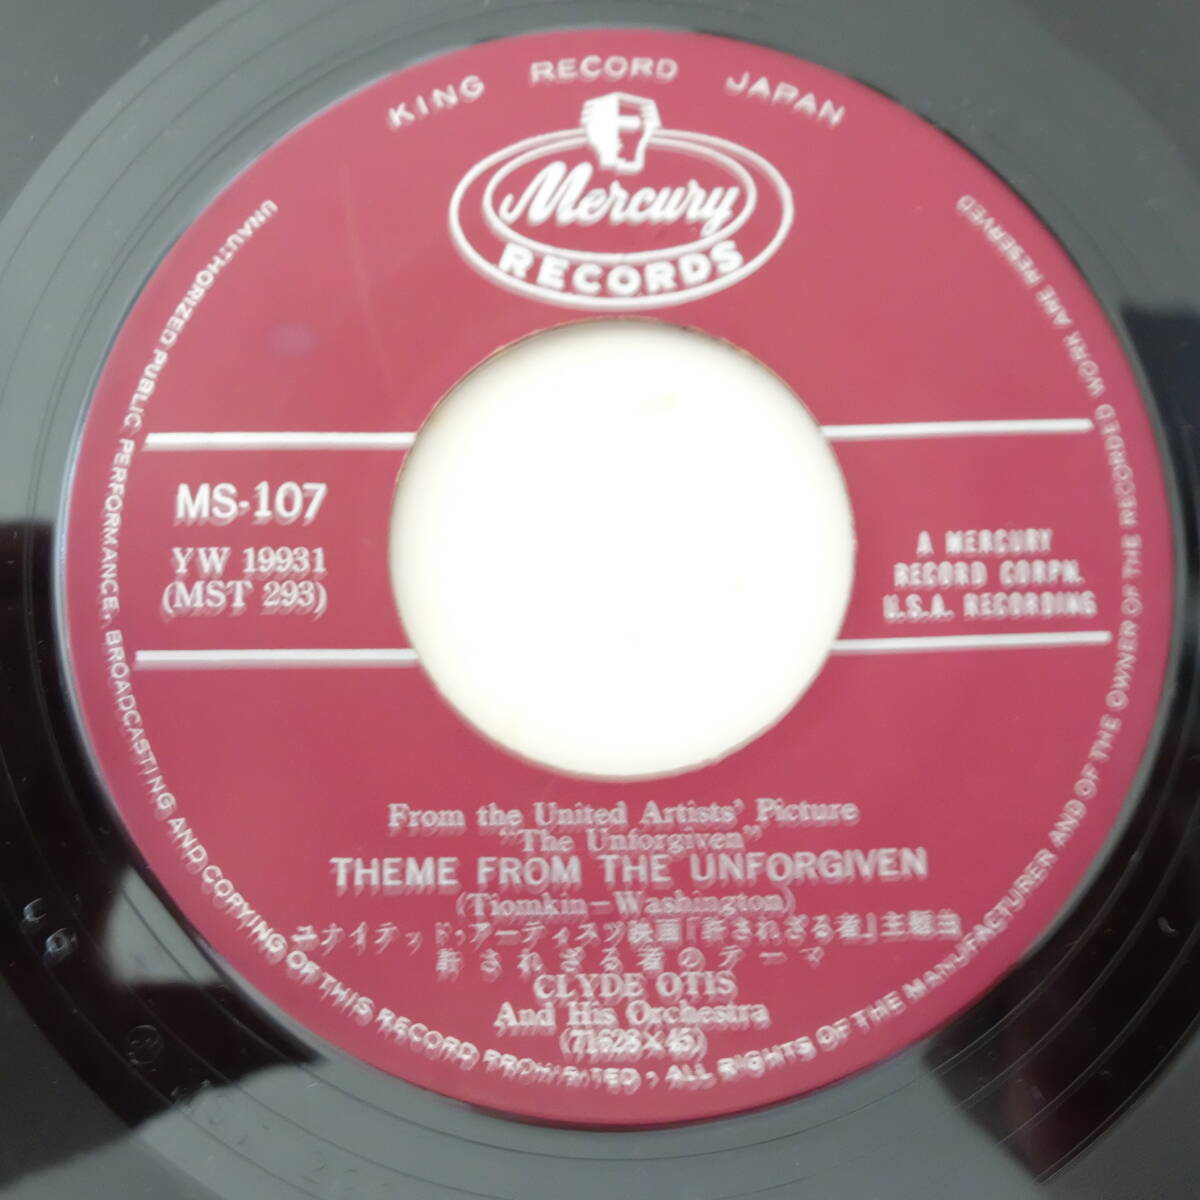 KING RECORD JAPAN
Mercury
RECORDS
MS-107
YW 19931
(MST 293)
A MERCURY
RECORD CORPN.
U.S.A. RECORDING
From the United Artists' Picture
"The Unforgiven"
THEME FROM THE UNFORGIVEN
(Tiomkin-Washington)
ユナイテッド・アーティスツ映画「許されざる者」主題曲
許されざる者のテーマ
CLYDE OTIS
And His Orchestra
(71628×45)
UNAUTHORIZED PUBLIC PERFORMANCE, BROADCASTING AND COPYING OF THIS RECORD PROHIBITED · ALL RIGHTS OF THE MANUFACTURER AND OF THE OWNER OF THE RECORDED WORK ARE RESERVED